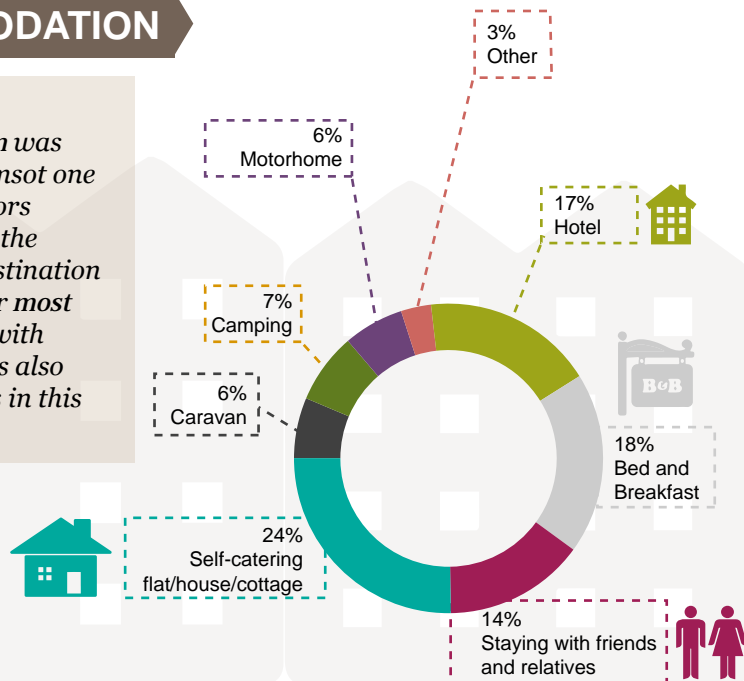 ODATION
n was
nsot one
ors
the
stination
r most
with
s also
s in this
3%
Other
6%
Motorhome
17%
Hotel
7%
Camping
B&B
6%
Caravan
18%
Bed and
Breakfast
24%
Self-catering
flat/house/cottage
14%
Staying with friends
and relatives